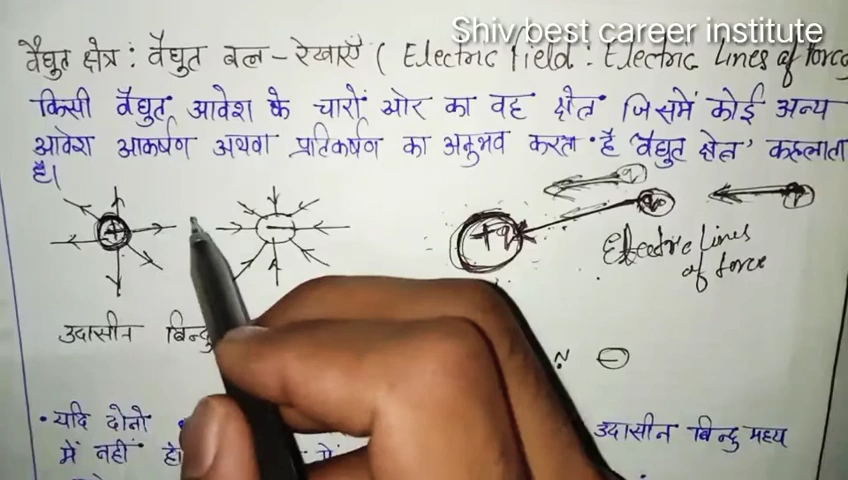 Shiv best career institute
वैद्युत क्षेत्र : वैद्युत बल - रेखाएँ ( Electric field : Electric lines of force
किसी वैद्युत आवेश के चारों ओर का वह क्षेत्र जिसमें कोई अन्य
आवेश आकर्षण अथवा प्रतिकर्षण का अनुभव करता है 'वैद्युत क्षेत्र' कहलाता
है।
+q
Electric lines
of force
उदासीन बिन्दु
N
• यदि दोनो
उदासीन बिन्दु मध्य
में नहीं में